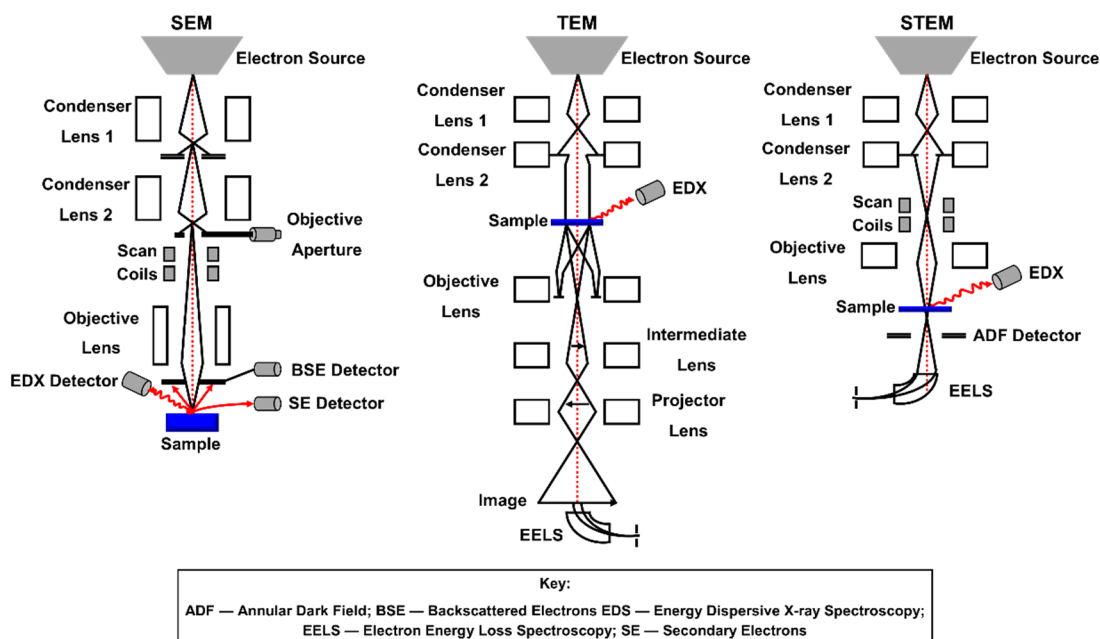 SEM
Electron Source
Condenser
Lens 1
Condenser
Lens 2
Objective
Aperture
Scan
Coils
Objective
Lens
BSE Detector
EDX Detector
SE Detector
Sample
TEM
Electron Source
Condenser
Lens 1
Condenser
Lens 2
EDX
Sample
Objective
Lens
Intermediate
Lens
Projector
Lens
Image
EELS
STEM
Electron Source
Condenser
Lens 1
Condenser
Lens 2
Scan
Coils
Objective
Lens
EDX
Sample
ADF Detector
EELS
Key:
ADF — Annular Dark Field; BSE — Backscattered Electrons EDS — Energy Dispersive X-ray Spectroscopy;
EELS — Electron Energy Loss Spectroscopy; SE — Secondary Electrons